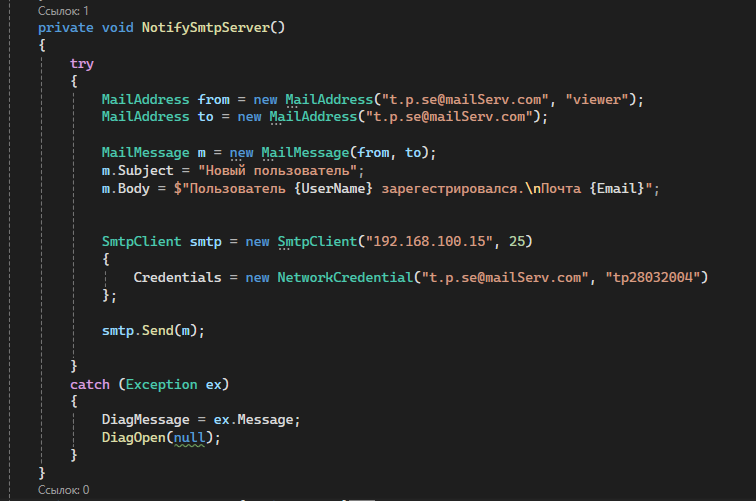 Ссылок: 1
private void NotifySmtpServer()
{
try
{
MailAddress from = new MailAddress("t.p.se@mailServ.com", "viewer");
MailAddress to = new MailAddress("t.p.se@mailServ.com");
MailMessage m = new MailMessage(from, to);
m.Subject = "Новый пользователь";
m.Body = $"Пользователь {UserName} зарегестрировался.\nПочта {Email}";
SmtpClient smtp = new SmtpClient("192.168.100.15", 25)
{
Credentials = new NetworkCredential("t.p.se@mailServ.com", "tp28032004")
};
smtp.Send(m);
}
catch (Exception ex)
{
DiagMessage = ex.Message;
DiagOpen(null);
}
}
Ссылок: 0